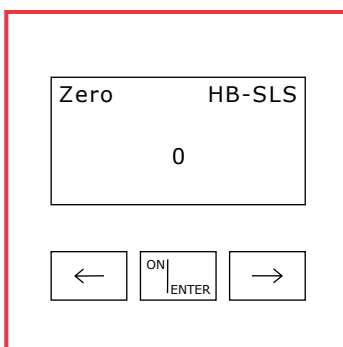 Zero HB-SLS
0
← ON ENTER →